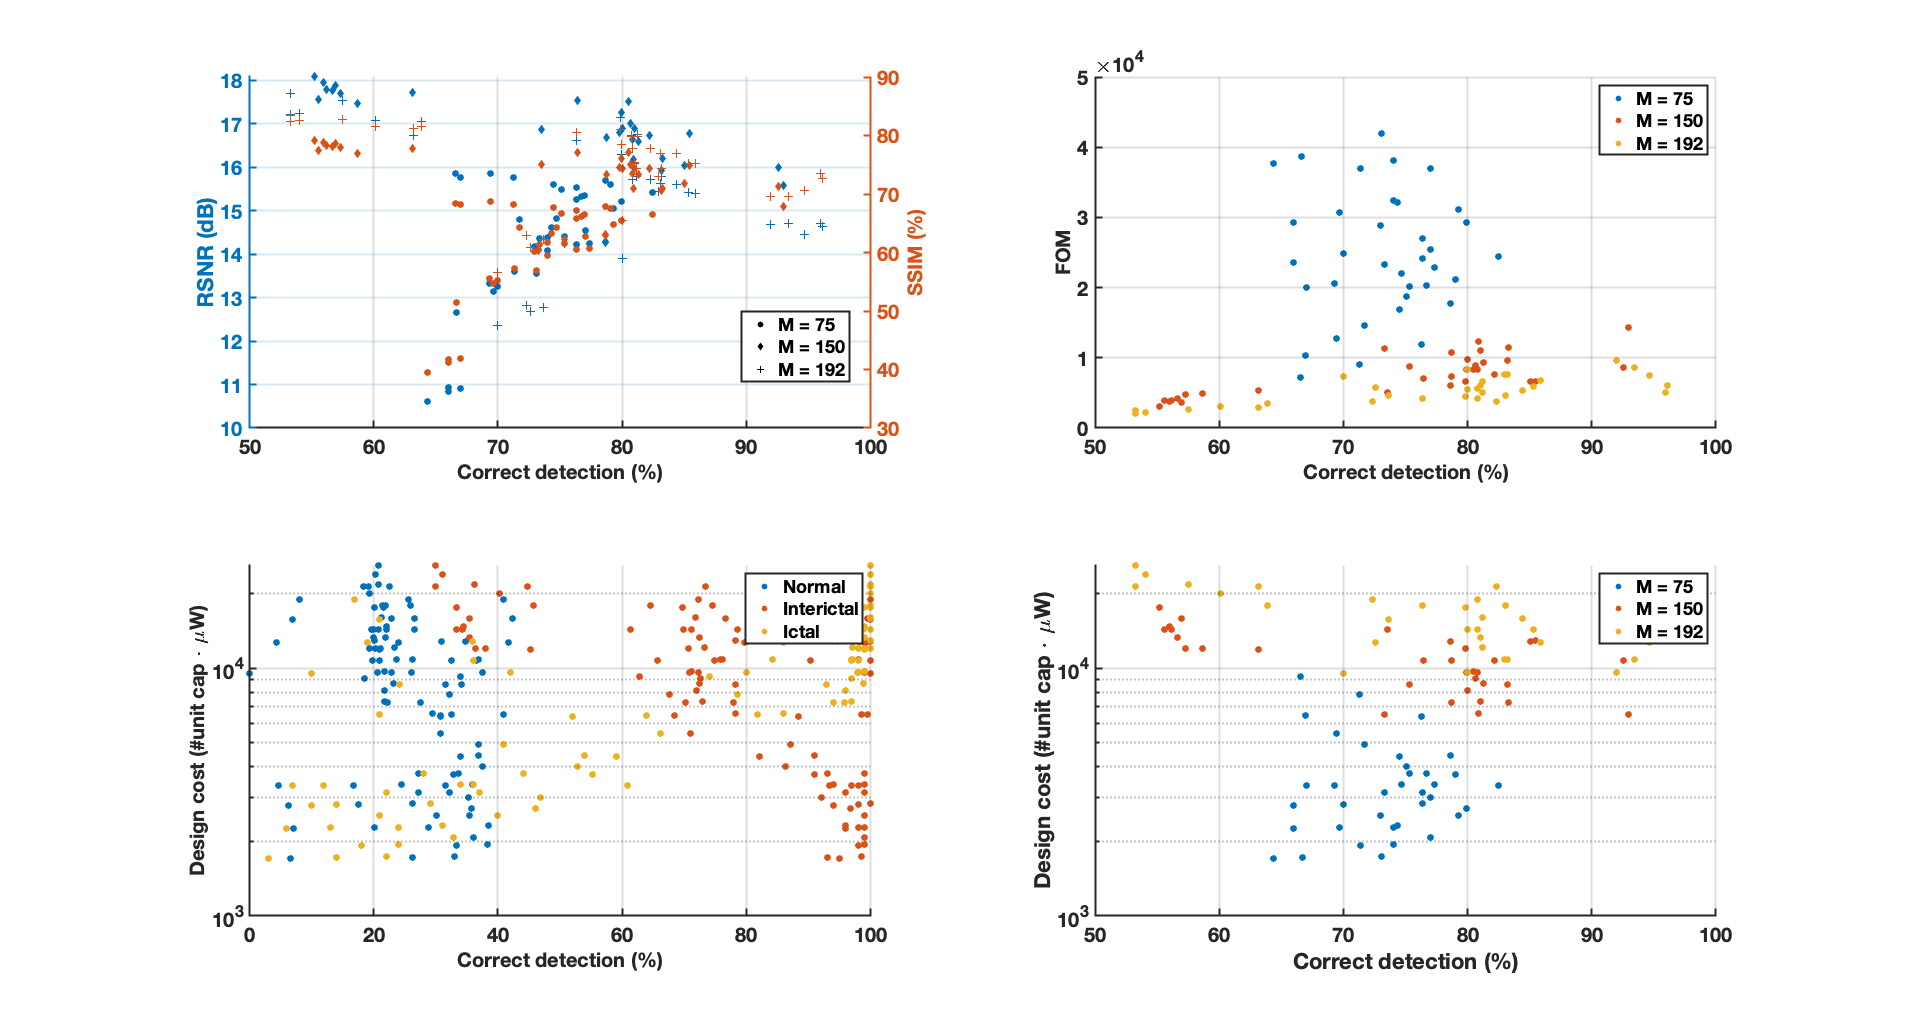 18
17
16
15
14
13
12
11
10
RSNR (dB)
90
80
70
60
50
40
30
SSIM (%)
M = 75
M = 150
M = 192
50 60 70 80 90 100
Correct detection (%)
×10^4
5
4
3
2
1
0
FOM
M = 75
M = 150
M = 192
50 60 70 80 90 100
Correct detection (%)
10^4
10^3
Design cost (#unit cap · μW)
Normal
Interictal
Ictal
0 20 40 60 80 100
Correct detection (%)
10^4
10^3
Design cost (#unit cap · μW)
M = 75
M = 150
M = 192
50 60 70 80 90 100
Correct detection (%)